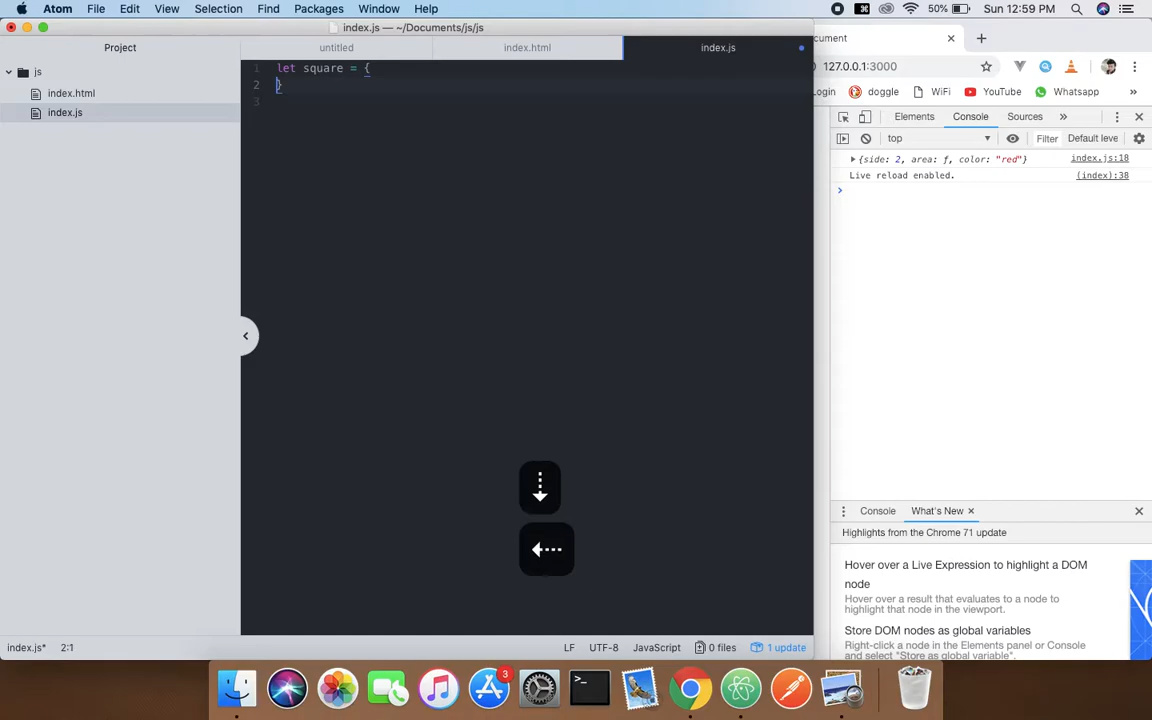 Atom File Edit View Selection Find Packages Window Help
50% Sun 12:59 PM
index.js — ~/Documents/js/js
Project
untitled
index.html
index.js
js
index.html
index.js
1 let square = {
2 }
3
index.js* 2:1
LF UTF-8 JavaScript 0 files 1 update
cument
127.0.0.1:3000
Login doggle WiFi YouTube Whatsapp »
Elements Console Sources »
top Filter Default leve
{side: 2, area: ƒ, color: "red"} index.js:18
Live reload enabled. (index):38
Console What's New
Highlights from the Chrome 71 update
Hover over a Live Expression to highlight a DOM
node
Hover over a result that evaluates to a node to
highlight that node in the viewport.
Store DOM nodes as global variables
Right-click a node in the Elements panel or Console
and select "Store as global variable".
3